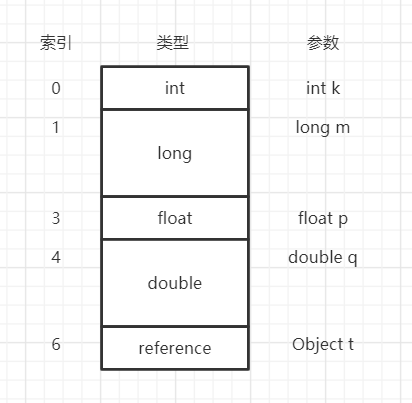 索引 类型 参数
0 int int k
1 long long m
3 float float p
4 double double q
6 reference Object t